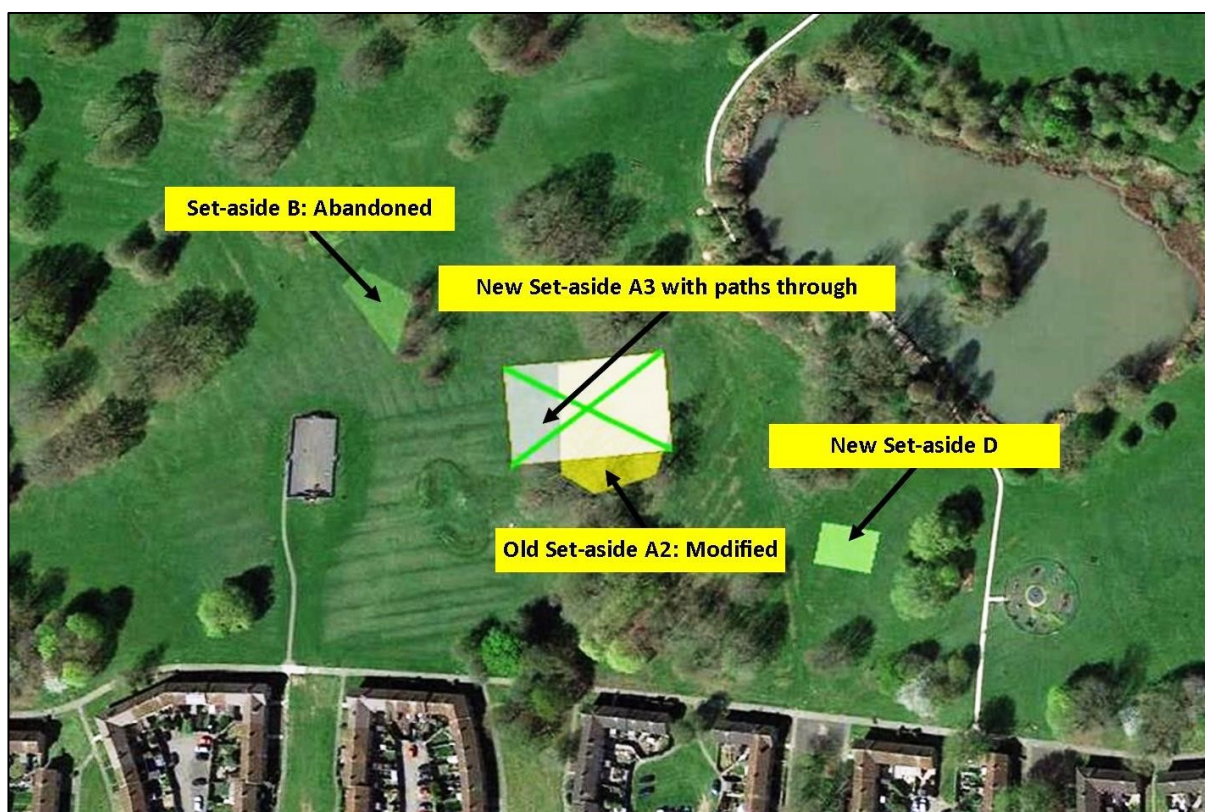 Set-aside B: Abandoned
New Set-aside A3 with paths through
New Set-aside D
Old Set-aside A2: Modified